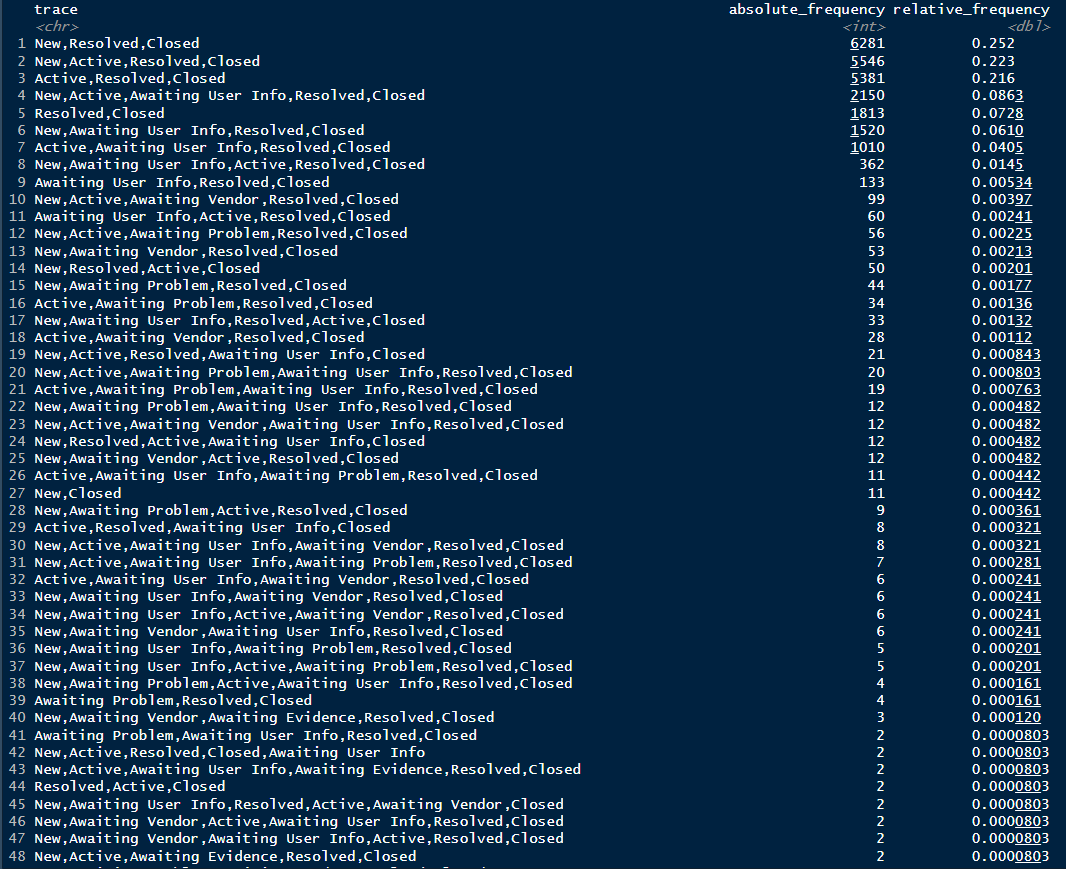 trace absolute_frequency relative_frequency
<chr> <int> <dbl>
1 New,Resolved,Closed 6281 0.252
2 New,Active,Resolved,Closed 5546 0.223
3 Active,Resolved,Closed 5381 0.216
4 New,Active,Awaiting User Info,Resolved,Closed 2150 0.0863
5 Resolved,Closed 1813 0.0728
6 New,Awaiting User Info,Resolved,Closed 1520 0.0610
7 Active,Awaiting User Info,Resolved,Closed 1010 0.0405
8 New,Awaiting User Info,Active,Resolved,Closed 362 0.0145
9 Awaiting User Info,Resolved,Closed 133 0.00534
10 New,Active,Awaiting Vendor,Resolved,Closed 99 0.00397
11 Awaiting User Info,Active,Resolved,Closed 60 0.00241
12 New,Active,Awaiting Problem,Resolved,Closed 56 0.00225
13 New,Awaiting Vendor,Resolved,Closed 53 0.00213
14 New,Resolved,Active,Closed 50 0.00201
15 New,Awaiting Problem,Resolved,Closed 44 0.00177
16 Active,Awaiting Problem,Resolved,Closed 34 0.00136
17 New,Awaiting User Info,Resolved,Active,Closed 33 0.00132
18 Active,Awaiting Vendor,Resolved,Closed 28 0.00112
19 New,Active,Resolved,Awaiting User Info,Closed 21 0.000843
20 New,Active,Awaiting Problem,Awaiting User Info,Resolved,Closed 20 0.000803
21 Active,Awaiting Problem,Awaiting User Info,Resolved,Closed 19 0.000763
22 New,Awaiting Problem,Awaiting User Info,Resolved,Closed 12 0.000482
23 New,Active,Awaiting Vendor,Awaiting User Info,Resolved,Closed 12 0.000482
24 New,Resolved,Active,Awaiting User Info,Closed 12 0.000482
25 New,Awaiting Vendor,Active,Resolved,Closed 12 0.000482
26 Active,Awaiting User Info,Awaiting Problem,Resolved,Closed 11 0.000442
27 New,Closed 11 0.000442
28 New,Awaiting Problem,Active,Resolved,Closed 9 0.000361
29 Active,Resolved,Awaiting User Info,Closed 8 0.000321
30 New,Active,Awaiting User Info,Awaiting Vendor,Resolved,Closed 8 0.000321
31 New,Active,Awaiting User Info,Awaiting Problem,Resolved,Closed 7 0.000281
32 Active,Awaiting User Info,Awaiting Vendor,Resolved,Closed 6 0.000241
33 New,Awaiting User Info,Awaiting Vendor,Resolved,Closed 6 0.000241
34 New,Awaiting User Info,Active,Awaiting Vendor,Resolved,Closed 6 0.000241
35 New,Awaiting Vendor,Awaiting User Info,Resolved,Closed 6 0.000241
36 New,Awaiting User Info,Awaiting Problem,Resolved,Closed 5 0.000201
37 New,Awaiting User Info,Active,Awaiting Problem,Resolved,Closed 5 0.000201
38 New,Awaiting Problem,Active,Awaiting User Info,Resolved,Closed 4 0.000161
39 Awaiting Problem,Resolved,Closed 4 0.000161
40 New,Awaiting Vendor,Awaiting Evidence,Resolved,Closed 3 0.000120
41 Awaiting Problem,Awaiting User Info,Resolved,Closed 2 0.0000803
42 New,Active,Resolved,Closed,Awaiting User Info 2 0.0000803
43 New,Active,Awaiting User Info,Awaiting Evidence,Resolved,Closed 2 0.0000803
44 Resolved,Active,Closed 2 0.0000803
45 New,Awaiting User Info,Resolved,Active,Awaiting Vendor,Closed 2 0.0000803
46 New,Awaiting Vendor,Active,Awaiting User Info,Resolved,Closed 2 0.0000803
47 New,Awaiting Vendor,Awaiting User Info,Active,Resolved,Closed 2 0.0000803
48 New,Active,Awaiting Evidence,Resolved,Closed 2 0.0000803